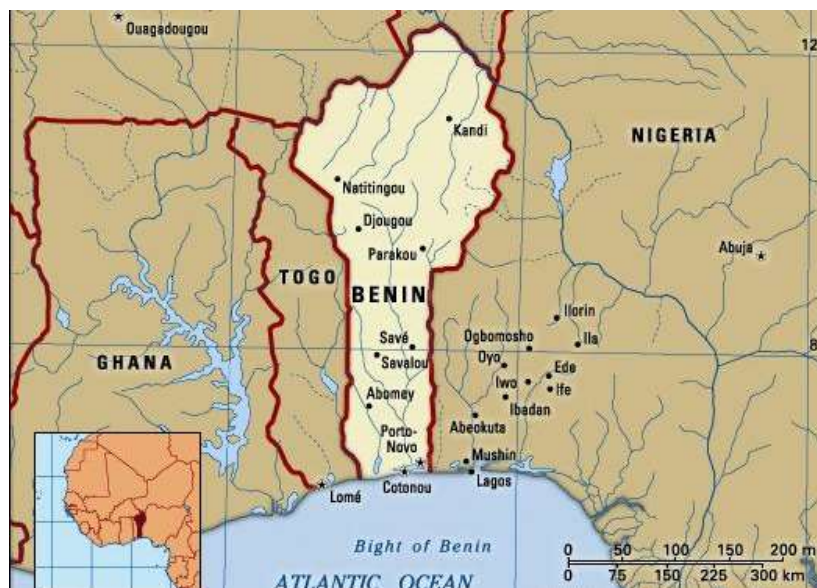 Ouagadougou
12
Kandi
NIGERIA
Natitingou
Djougou
Abuja
Parakou
TOGO
BENIN
Ilorin
Savé
Ogbomosho
Ila
8
GHANA
Savalou
Oyo
Ede
Iwo
Ife
Abomey
Ibadan
Abeokuta
Porto-
Novo
Mushin
Cotonou
Lagos
Lomé
Bight of Benin
0 50 100 150 200 m
0 75 150 225 300 km
ATLANTIC OCEAN